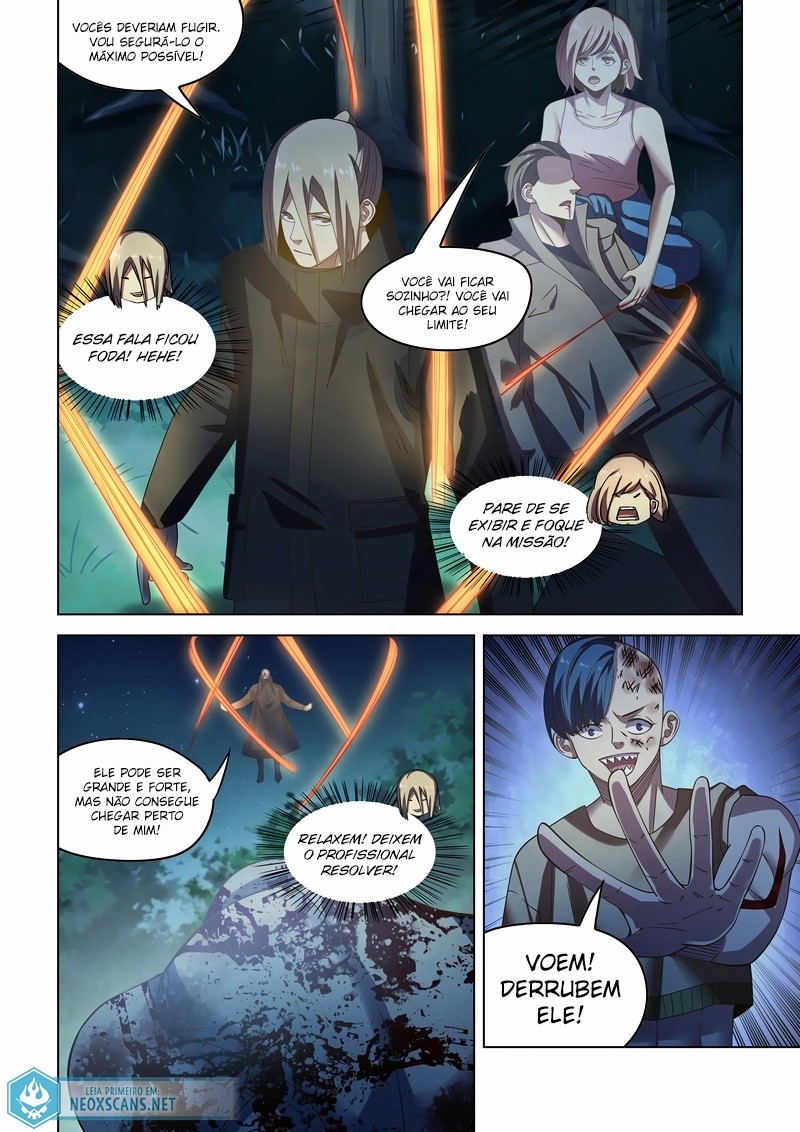 VOCÊS DEVERIAM FUGIR.
VOU SEGURÁ-LO O
MÁXIMO POSSÍVEL!
VOCÊ VAI FICAR
SOZINHO?! VOCÊ VAI
CHEGAR AO SEU
LIMITE!
ESSA FALA FICOU
FODA! HEHE!
PARE DE SE
EXIBIR E FOQUE
NA MISSÃO!
ELE PODE SER
GRANDE E FORTE,
MAS NÃO CONSEGUE
CHEGAR PERTO
DE MIM!
RELAXEM! DEIXEM
O PROFISSIONAL
RESOLVER!
VOEM!
DERRUBEM
ELE!
LEIA PRIMEIRO EM:
NEOXSCANS.NET